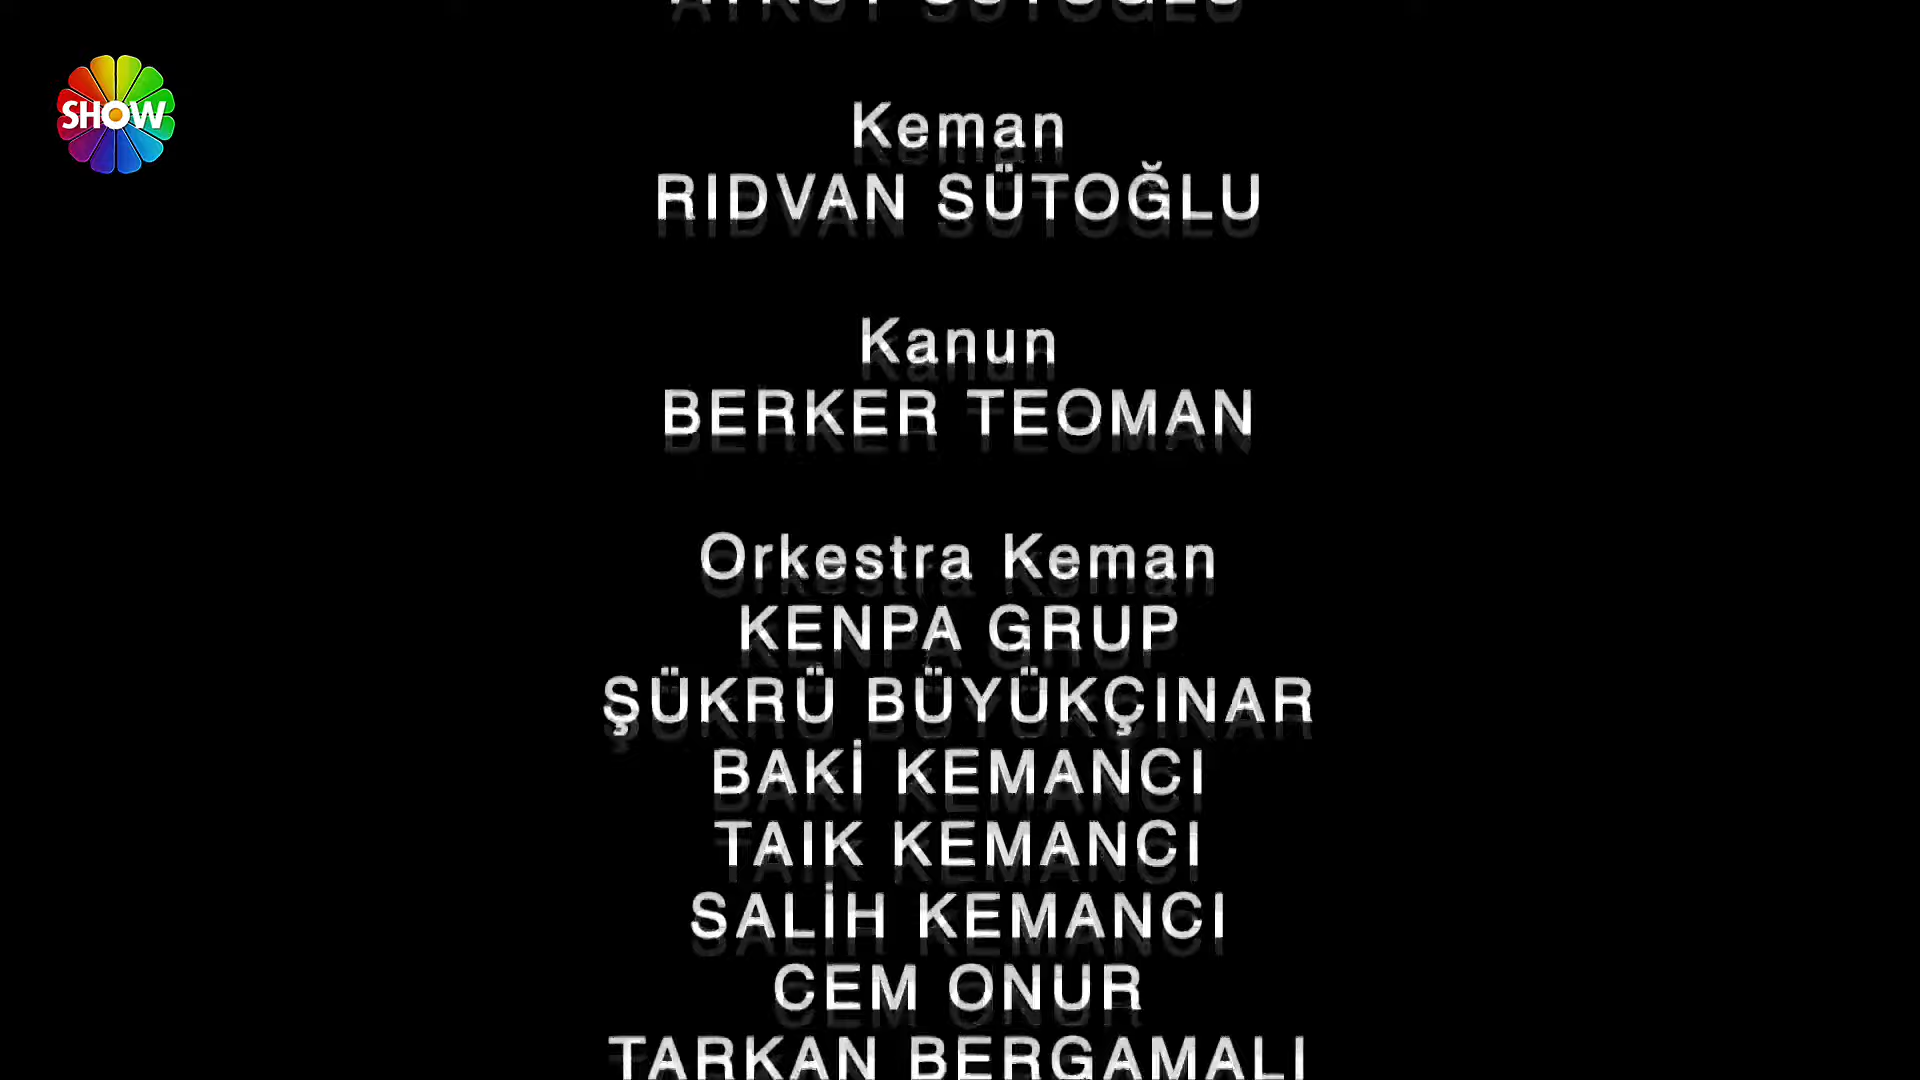 SHOW
Keman
RIDVAN SÜTOĞLU
Kanun
BERKER TEOMAN
Orkestra Keman
KENPA GRUP
ŞÜKRÜ BÜYÜKÇINAR
BAKİ KEMANCI
TAIK KEMANCI
SALİH KEMANCI
CEM ONUR
TARKAN BERGAMALI